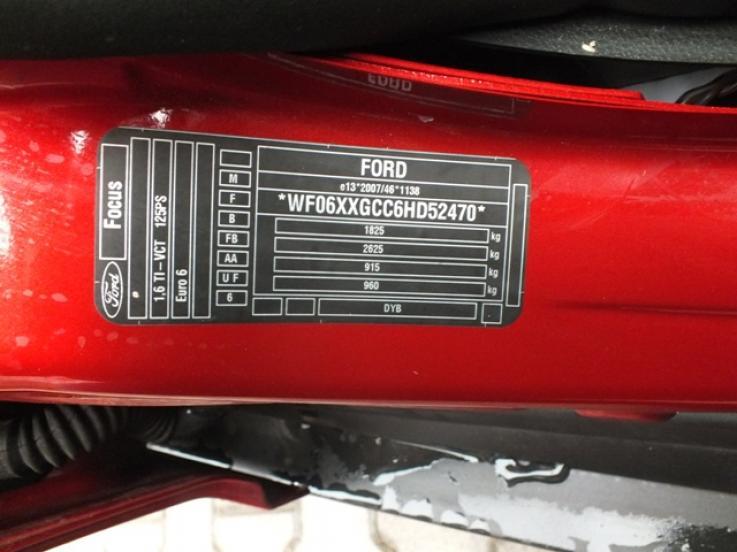 Ford
FOCUS
1,6 TI-VCT 125PS
Euro 6
M
F
B
FB
AA
U F
6
FORD
e13*2007/46*1138
*WF06XXGCC6HD52470*
1825 kg
2625 kg
915 kg
960 kg
DYB